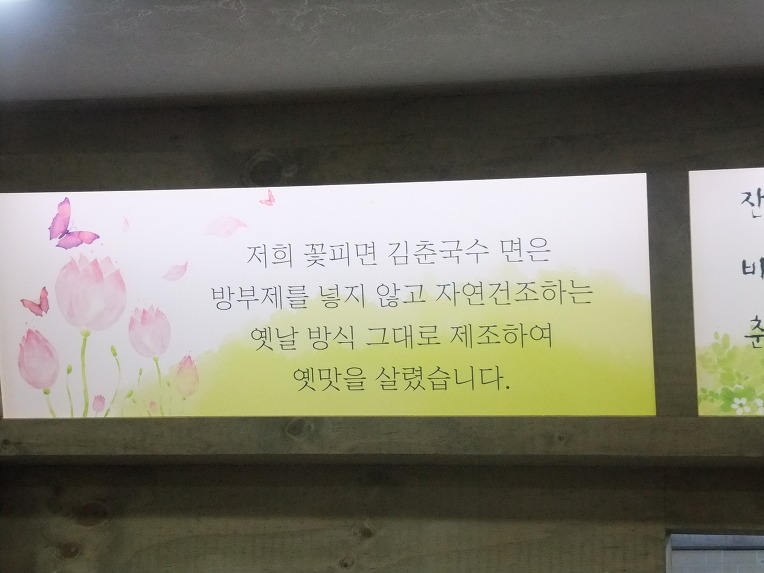 저희 꽃피면 김춘국수 면은
방부제를 넣지 않고 자연건조하는
옛날 방식 그대로 제조하여
옛맛을 살렸습니다.
잔
춘